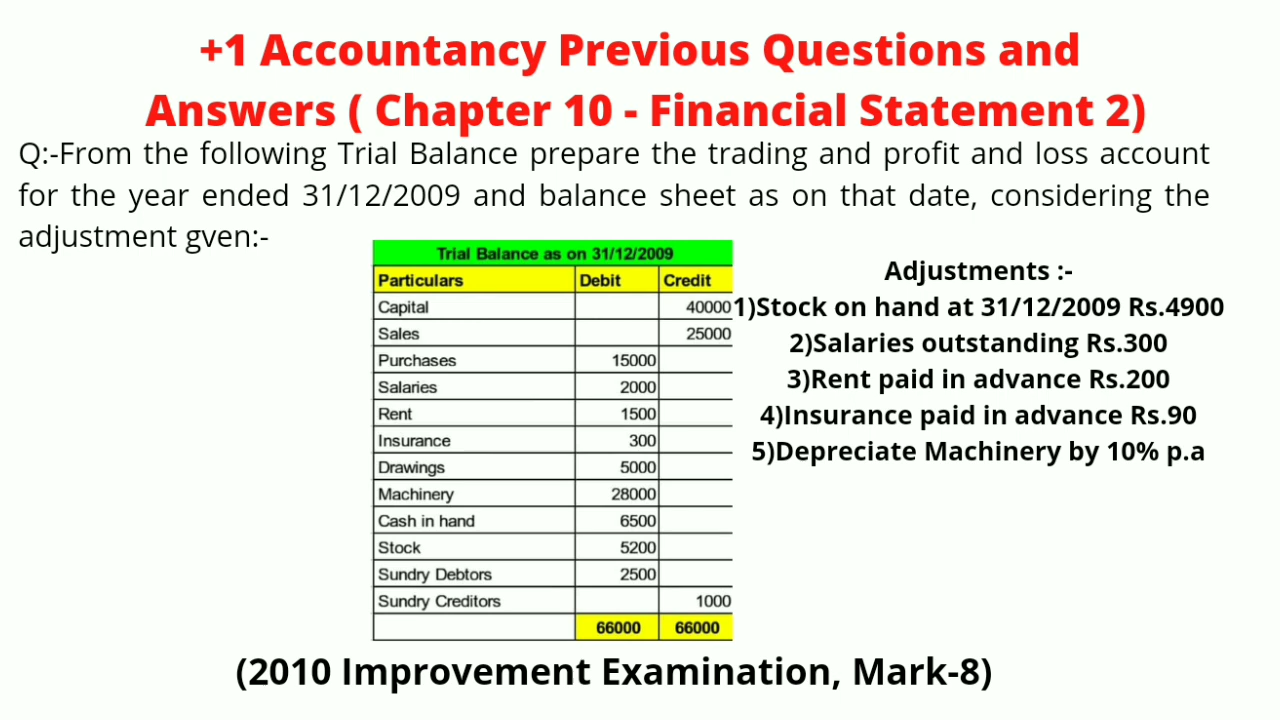 +1 Accountancy Previous Questions and
Answers ( Chapter 10 - Financial Statement 2)
Q:-From the following Trial Balance prepare the trading and profit and loss account
for the year ended 31/12/2009 and balance sheet as on that date, considering the
adjustment gven:-
Trial Balance as on 31/12/2009
Particulars Debit Credit
Capital 40000
Sales 25000
Purchases 15000
Salaries 2000
Rent 1500
Insurance 300
Drawings 5000
Machinery 28000
Cash in hand 6500
Stock 5200
Sundry Debtors 2500
Sundry Creditors 1000
66000 66000
Adjustments :-
1)Stock on hand at 31/12/2009 Rs.4900
2)Salaries outstanding Rs.300
3)Rent paid in advance Rs.200
4)Insurance paid in advance Rs.90
5)Depreciate Machinery by 10% p.a
(2010 Improvement Examination, Mark-8)